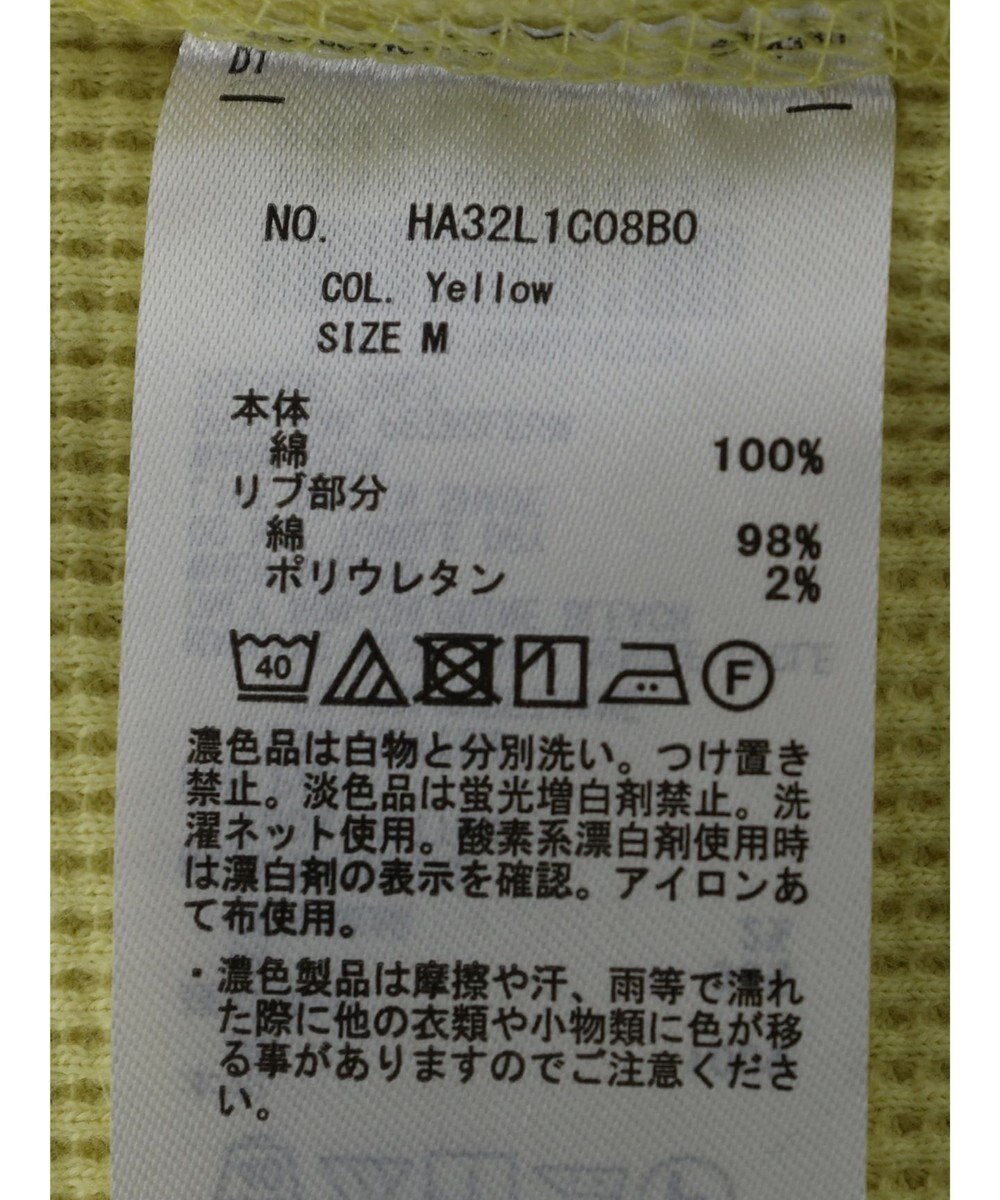 NO. HA32L1C08B0
COL. Yellow
SIZE M
本体
綿 100%
リブ部分
綿 98%
ポリウレタン 2%
40
F
濃色品は白物と分別洗い。つけ置き
禁止。淡色品は蛍光増白剤禁止。洗
濯ネット使用。酸素系漂白剤使用時
は漂白剤の表示を確認。アイロンあ
て布使用。
・濃色製品は摩擦や汗、雨等で濡れ
た際に他の衣類や小物類に色が移
る事がありますのでご注意くださ
い。